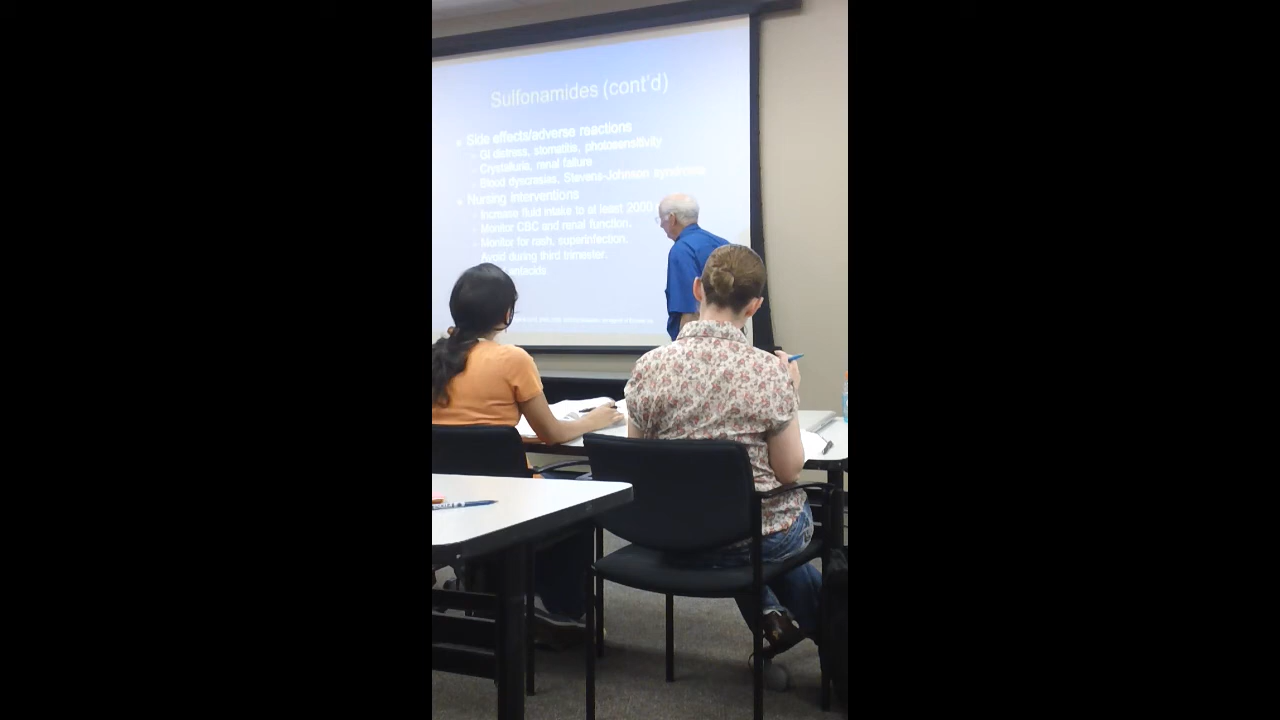 Sulfonamides (cont'd)
Side effects/adverse reactions
GI distress, stomatitis, photosensitivity
Crystalluria, renal failure
Blood dyscrasias, Stevens-Johnson syndrome
Nursing interventions
Increase fluid intake to at least 2000
Monitor CBC and renal function.
Monitor for rash, superinfection.
Avoid during third trimester.
antacids.